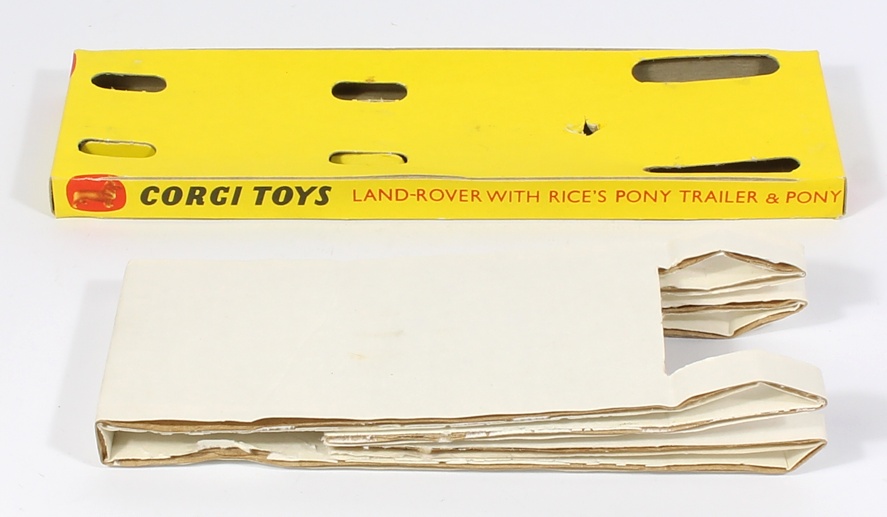 CORGI TOYS LAND-ROVER WITH RICE'S PONY TRAILER & PONY